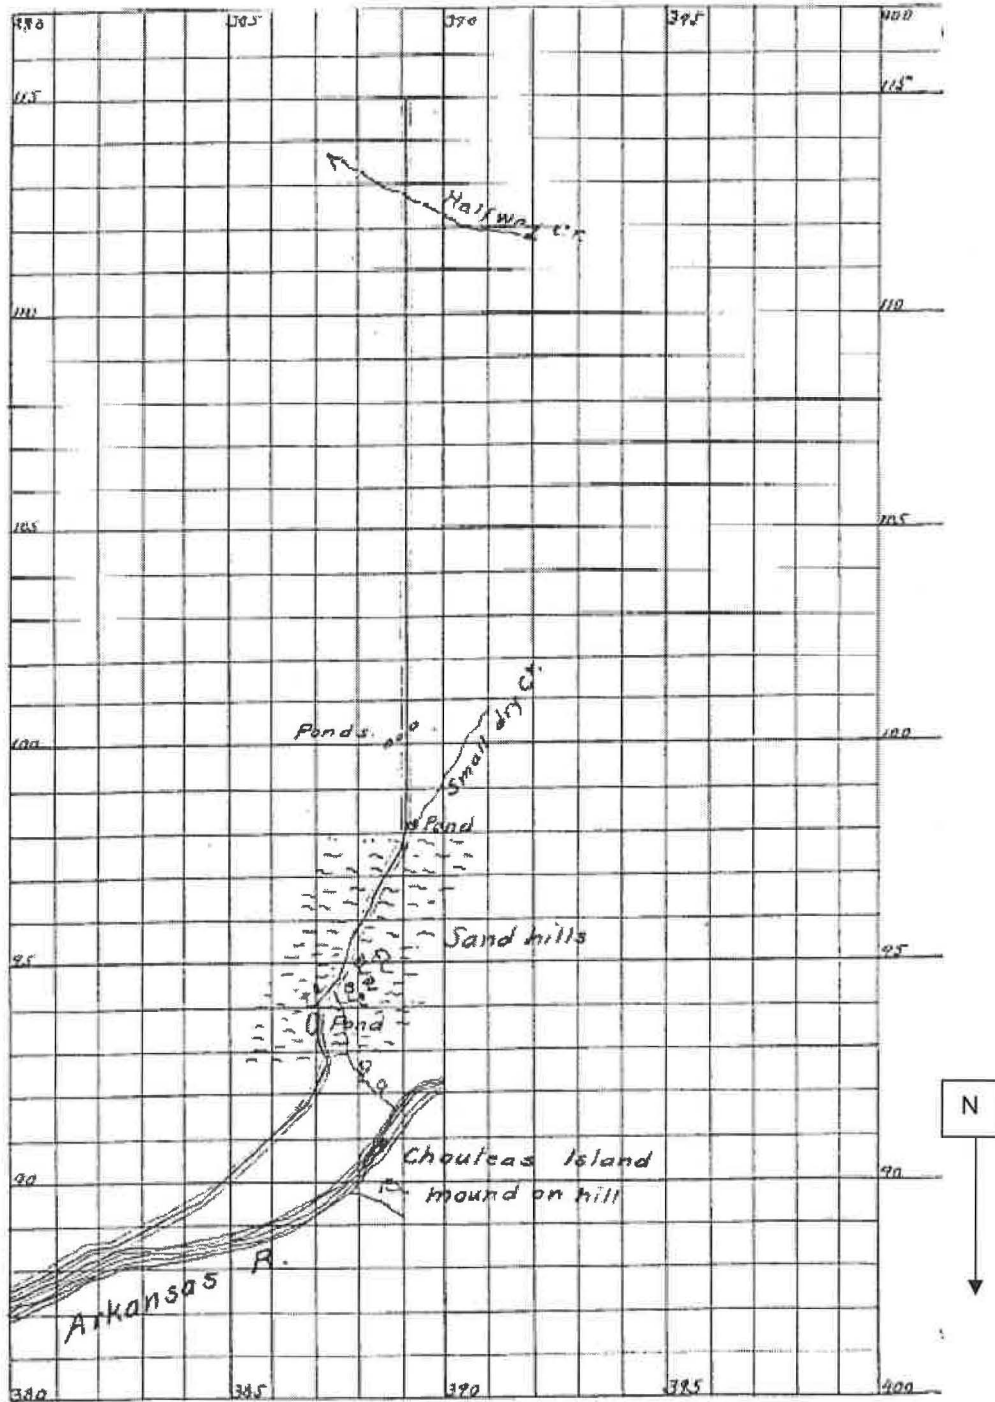 380 385 390 395 400
115 115
Halfway Cr.
110 110
105 105
Small dry Cr.
Ponds.
100 100
Pond
Sand hills
95 95
Pond
N
Chouteas Island
90 90
mound on hill
Arkansas R.
380 385 390 395 400